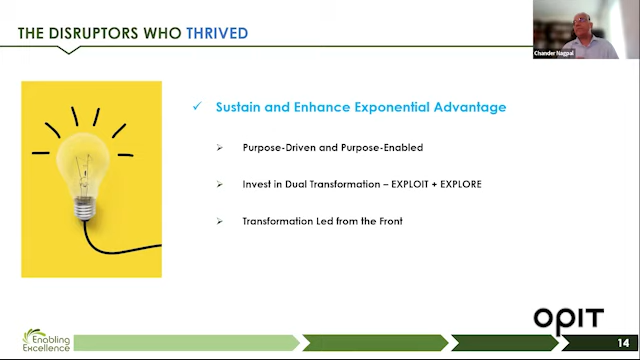 THE DISRUPTORS WHO THRIVED
Chander Nagpal
Sustain and Enhance Exponential Advantage
Purpose-Driven and Purpose-Enabled
Invest in Dual Transformation – EXPLOIT + EXPLORE
Transformation Led from the Front
OPIT
Enabling
Excellence
14